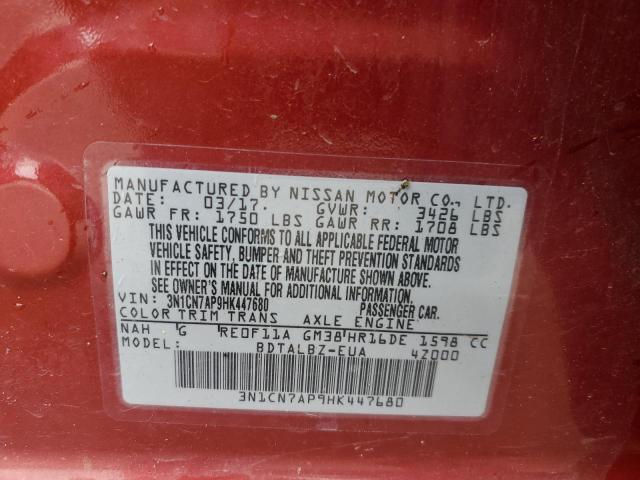 MANUFACTURED BY NISSAN MOTOR CO., LTD.
DATE: 03/17. GVWR: 3426 LBS
GAWR FR: 1750 LBS GAWR RR: 1708 LBS
THIS VEHICLE CONFORMS TO ALL APPLICABLE FEDERAL MOTOR
VEHICLE SAFETY, BUMPER AND THEFT PREVENTION STANDARDS
IN EFFECT ON THE DATE OF MANUFACTURE SHOWN ABOVE.
SEE OWNER'S MANUAL FOR ADDITIONAL INFORMATION.
VIN: 3N1CN7AP9HK447680 PASSENGER CAR.
COLOR TRIM TRANS AXLE ENGINE
NAH G RE0F11A GM38 HR16DE 1598 CC
MODEL: BDTALBZ-EUA 4Z000
3N1CN7AP9HK447680